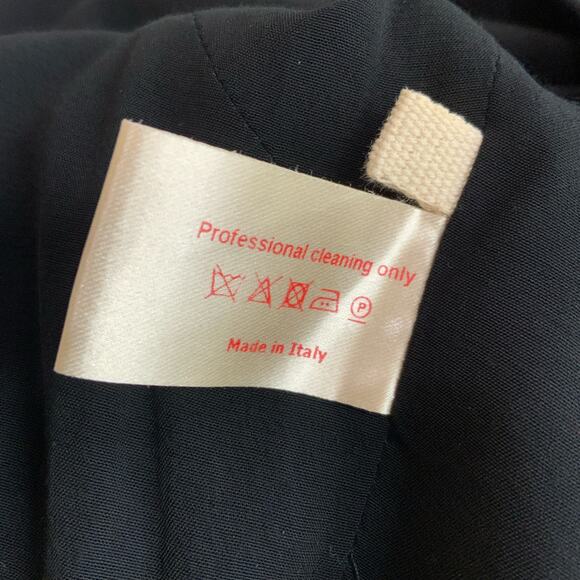 Professional cleaning only
P
Made in Italy